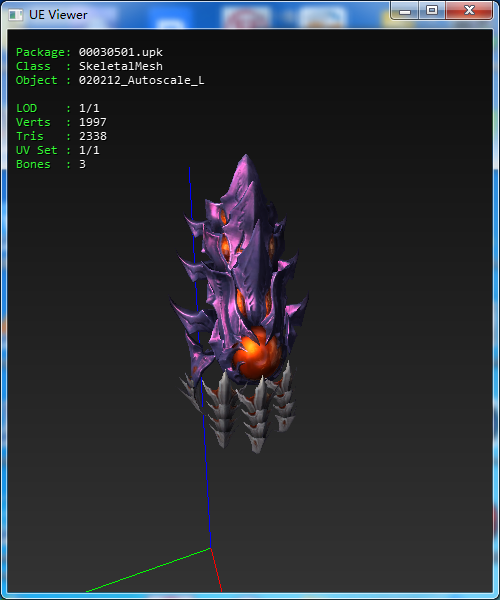 UE Viewer
Package: 00030501.upk
Class : SkeletalMesh
Object : 020212_Autoscale_L
LOD : 1/1
Verts : 1997
Tris : 2338
UV Set : 1/1
Bones : 3